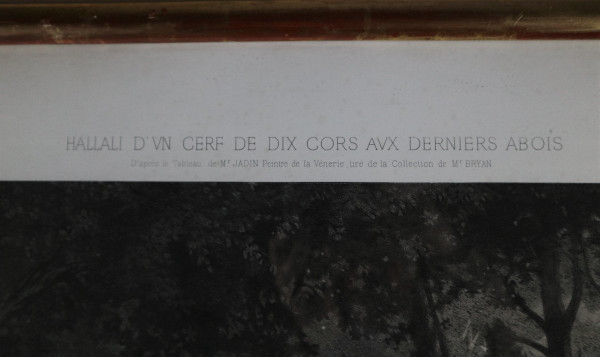 HALLALI D'VN CERF DE DIX CORS AVX DERNIERS ABOIS
D'après le Tableau de Mr JADIN Peintre de la Vénerie, tiré de la Collection de Mr BRYAN.